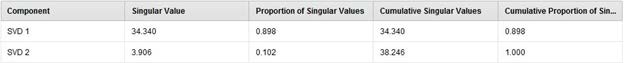 Component Singular Value Proportion of Singular Values Cumulative Singular Values Cumulative Proportion of Sin...
SVD 1 34.340 0.898 34.340 0.898
SVD 2 3.906 0.102 38.246 1.000